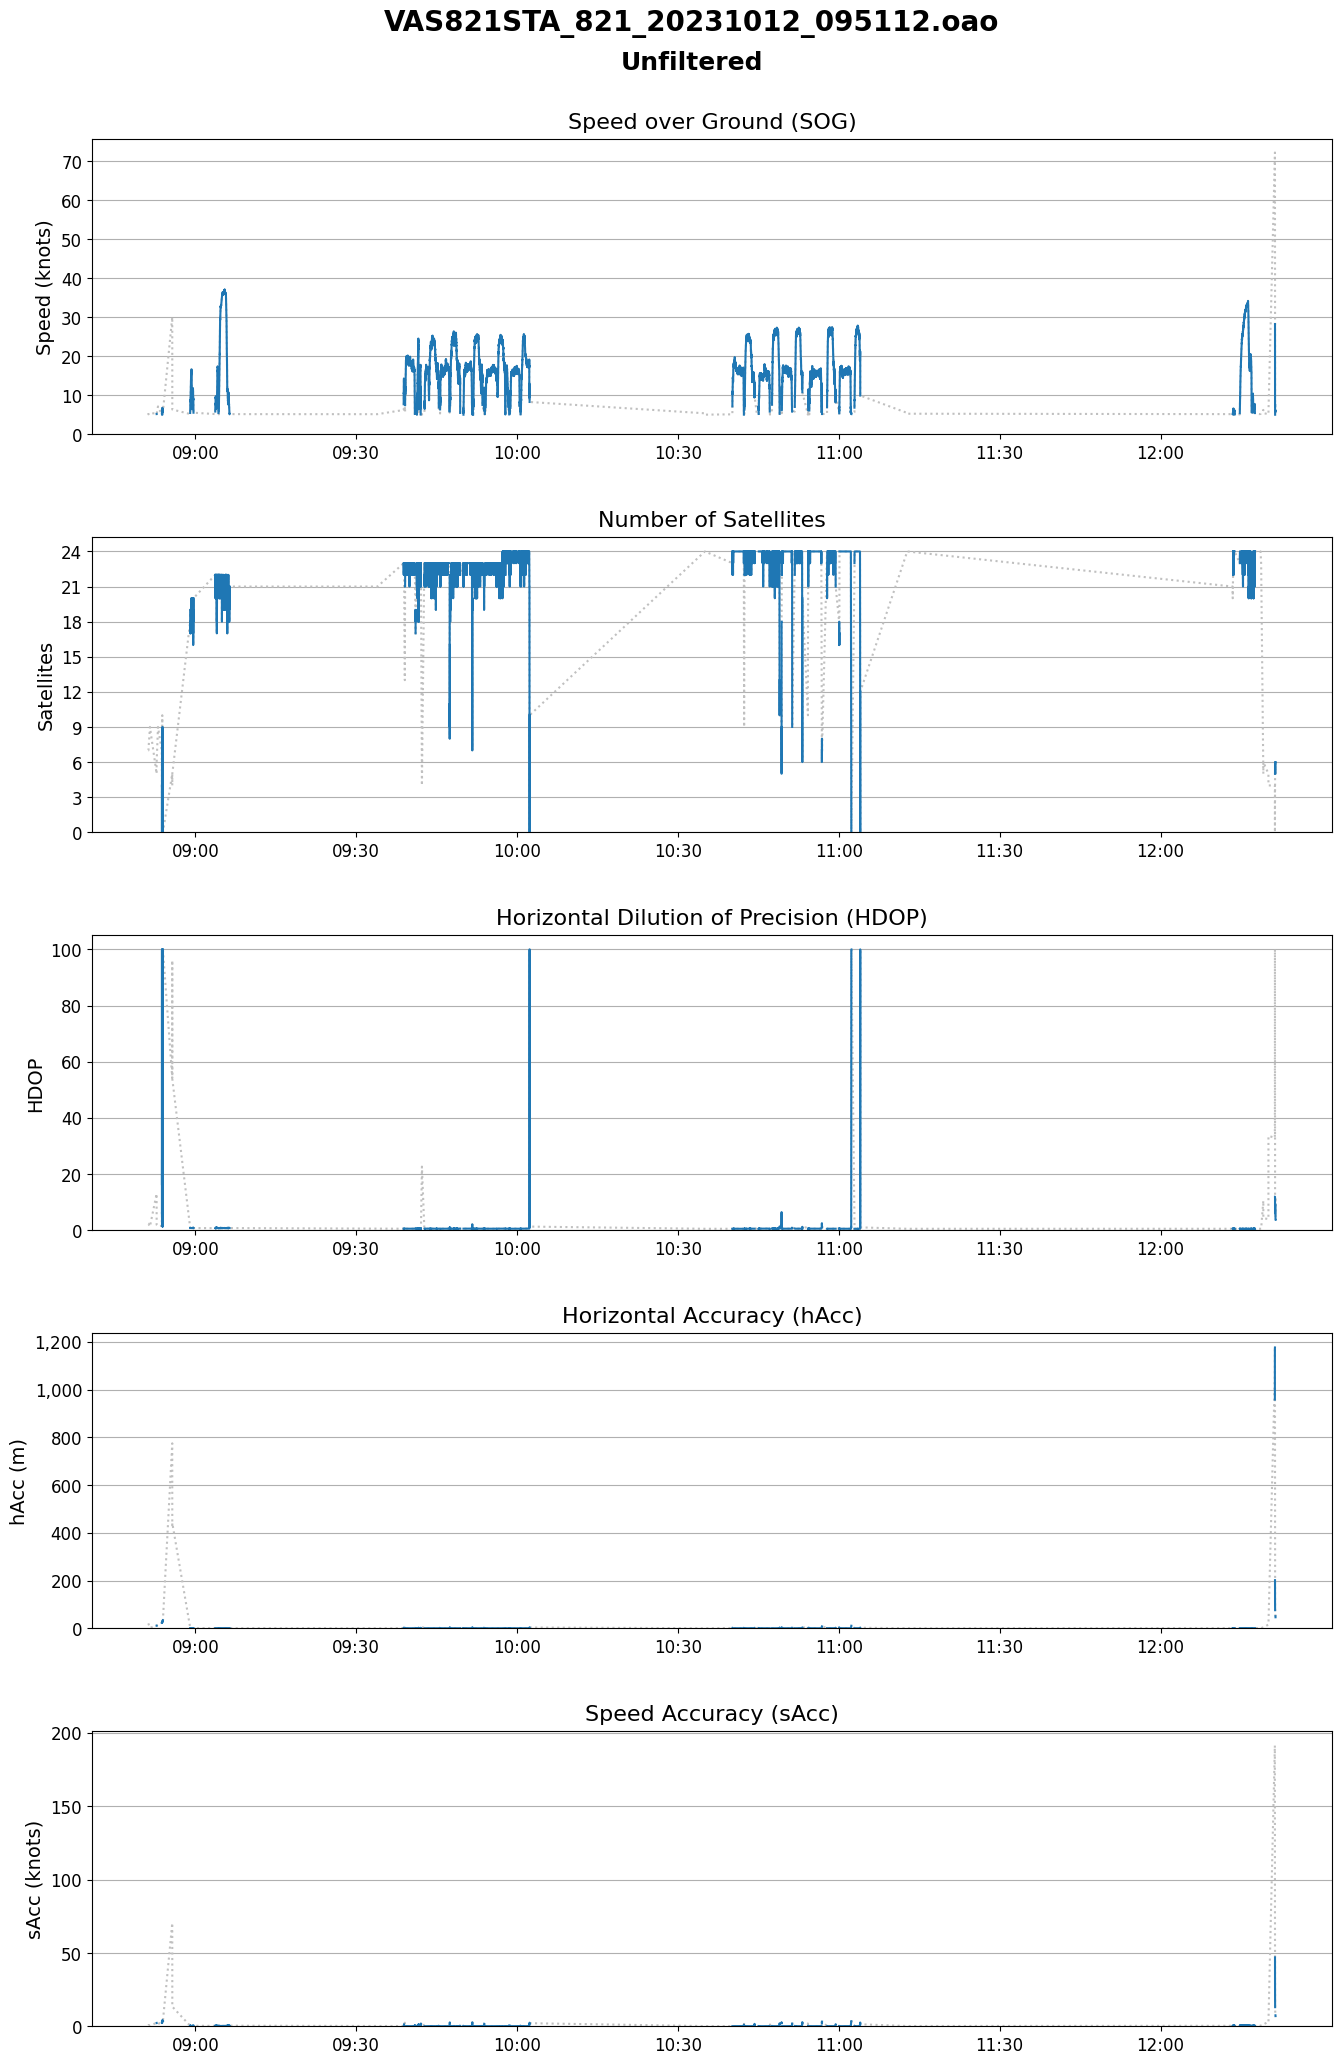 VAS821STA_821_20231012_095112.oao
Unfiltered
Speed over Ground (SOG)
Speed (knots)
70
60
50
40
30
20
10
0
09:00 09:30 10:00 10:30 11:00 11:30 12:00
Number of Satellites
Satellites
24
21
18
15
12
9
6
3
0
09:00 09:30 10:00 10:30 11:00 11:30 12:00
Horizontal Dilution of Precision (HDOP)
HDOP
100
80
60
40
20
0
09:00 09:30 10:00 10:30 11:00 11:30 12:00
Horizontal Accuracy (hAcc)
hAcc (m)
1,200
1,000
800
600
400
200
0
09:00 09:30 10:00 10:30 11:00 11:30 12:00
Speed Accuracy (sAcc)
sAcc (knots)
200
150
100
50
0
09:00 09:30 10:00 10:30 11:00 11:30 12:00